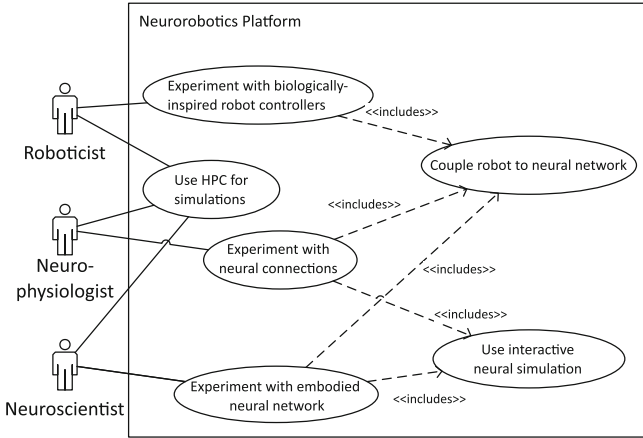 Neurorobotics Platform
Experiment with biologically-
inspired robot controllers
<<includes>>
Roboticist
Couple robot to neural network
Use HPC for
simulations
<<includes>>
Experiment with
neural connections
Neuro-
physiologist
<<includes>>
<<includes>>
Use interactive
neural simulation
Experiment with embodied
neural network
<<includes>>
Neuroscientist